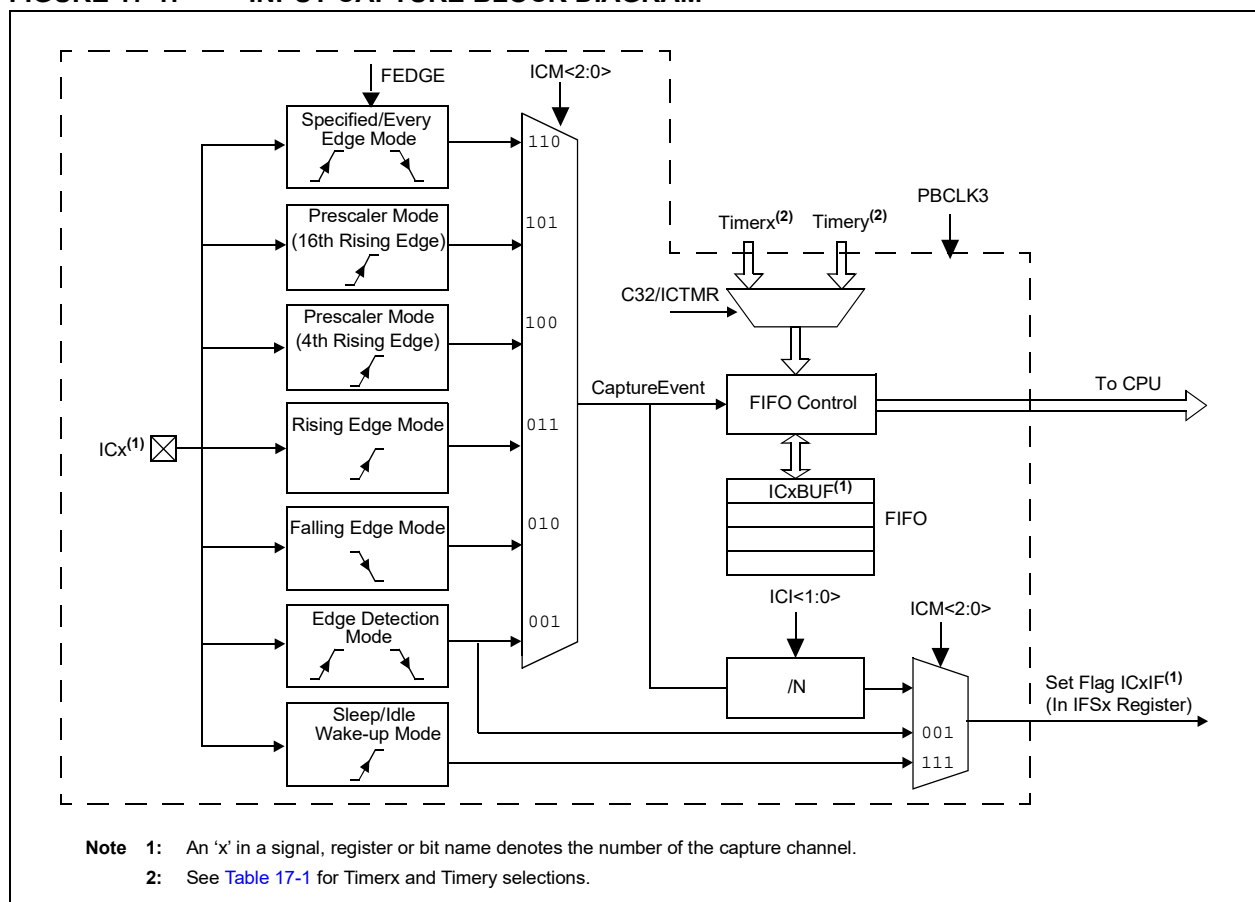 FIGURE 17-1: INPUT CAPTURE BLOCK DIAGRAM
FEDGE
ICM<2:0>
Specified/Every
Edge Mode
110
Prescaler Mode
(16th Rising Edge)
101
Prescaler Mode
(4th Rising Edge)
100
Rising Edge Mode
011
ICx(1)
Falling Edge Mode
010
Edge Detection
Mode
001
Sleep/Idle
Wake-up Mode
Timerx(2)
Timery(2)
PBCLK3
C32/ICTMR
CaptureEvent
FIFO Control
To CPU
ICxBUF(1)
FIFO
ICI<1:0>
ICM<2:0>
/N
001
111
Set Flag ICxIF(1)
(In IFSx Register)
Note 1: An ‘x’ in a signal, register or bit name denotes the number of the capture channel.
2: See Table 17-1 for Timerx and Timery selections.